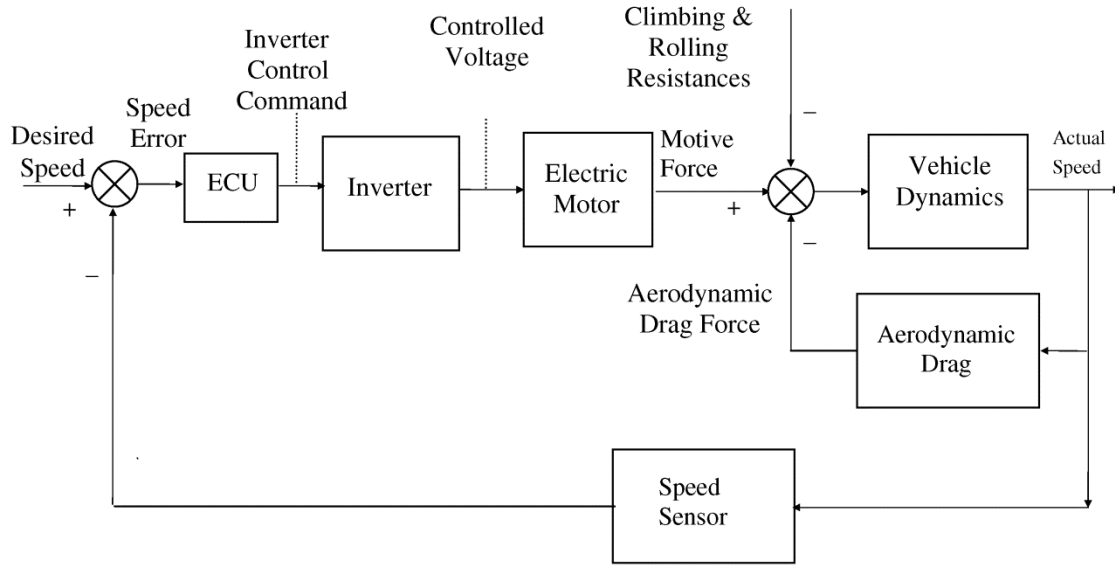 Desired
Speed
+
−
Speed
Error
ECU
Inverter
Control
Command
Inverter
Controlled
Voltage
Electric
Motor
Motive
Force
+
Climbing &
Rolling
Resistances
−
−
Vehicle
Dynamics
Actual
Speed
Aerodynamic
Drag Force
Aerodynamic
Drag
Speed
Sensor